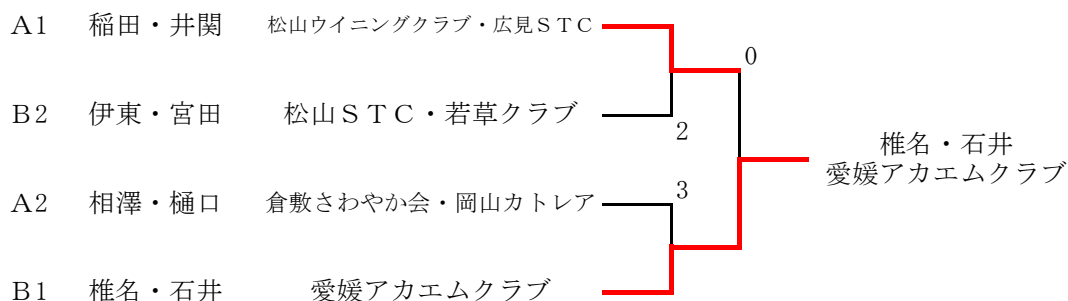 A1 稲田・井関 松山ウイニングクラブ・広見ＳＴＣ
0
B2 伊東・宮田 松山ＳＴＣ・若草クラブ
2
椎名・石井
愛媛アカエムクラブ
A2 相澤・樋口 倉敷さわやか会・岡山カトレア
3
B1 椎名・石井 愛媛アカエムクラブ